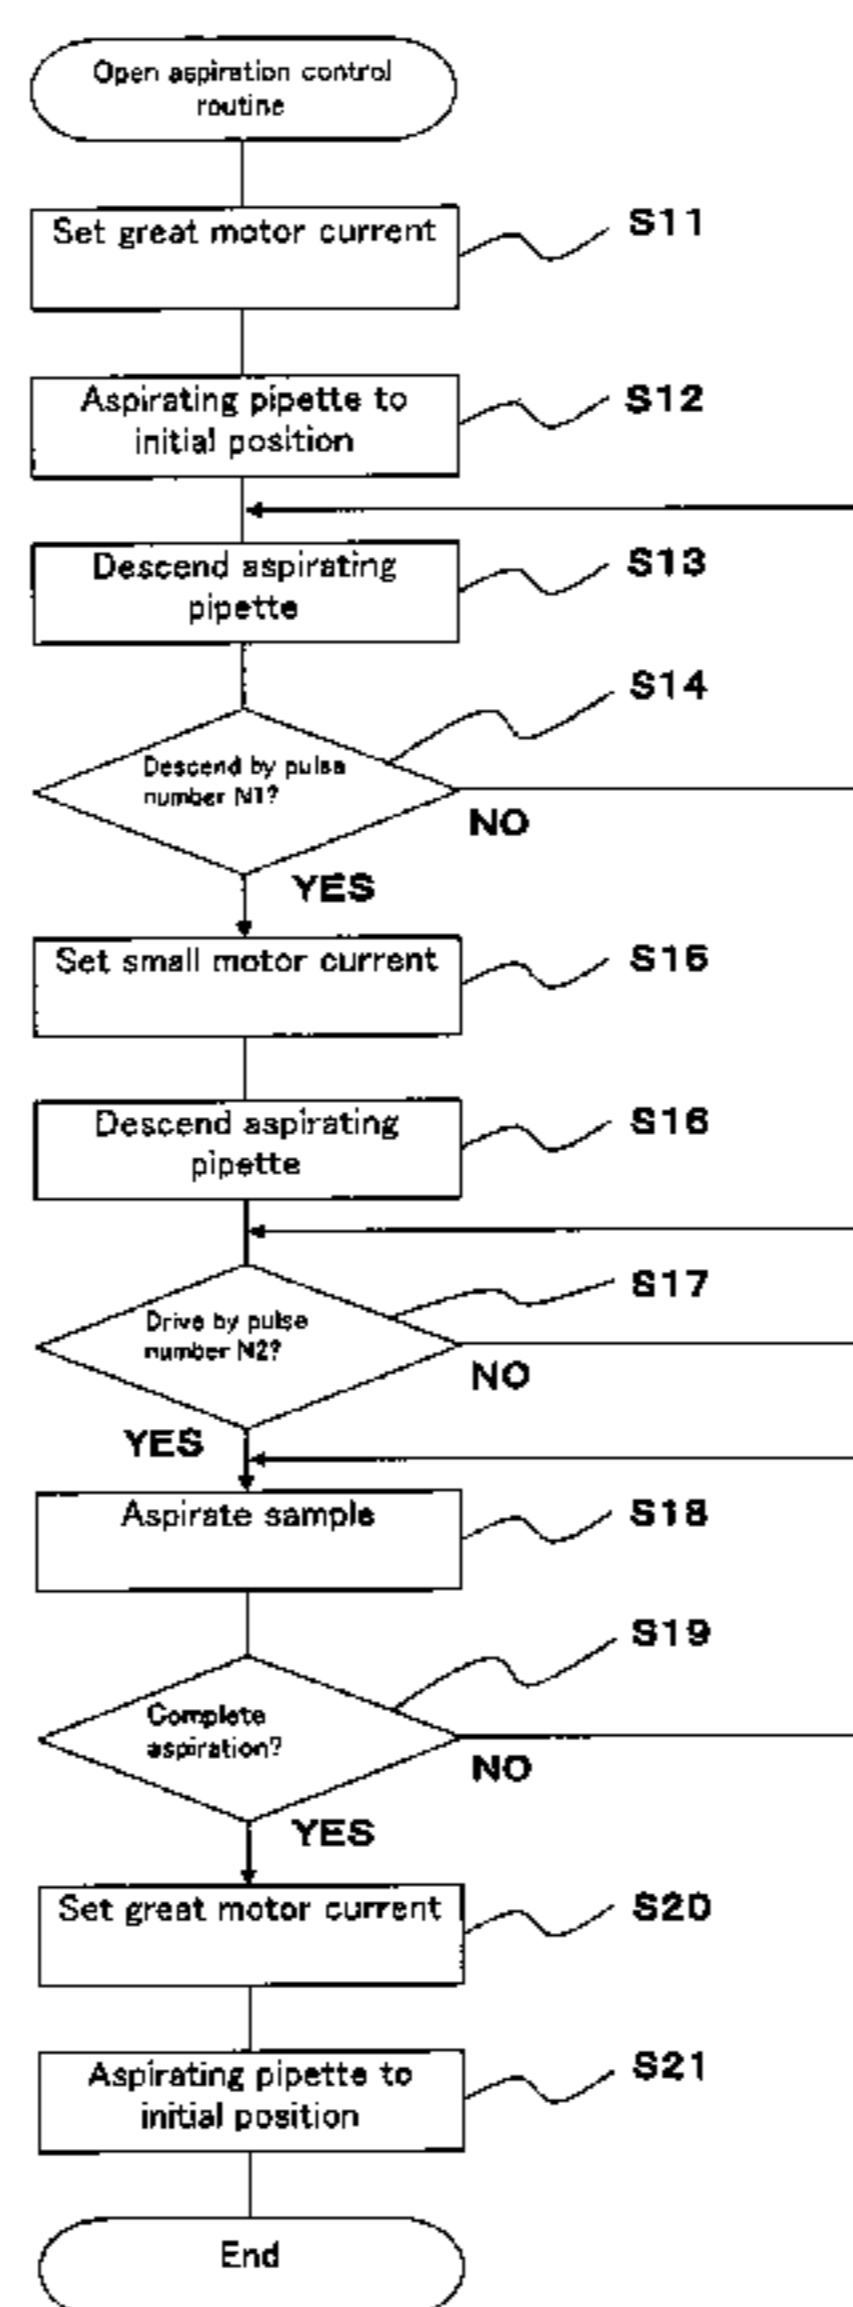 Open aspiration control
routine
Set great motor current
S11
Aspirating pipette to
initial position
S12
Descend aspirating
pipette
S13
S14
Descend by pulse
number N1?
NO
YES
Set small motor current
S15
Descend aspirating
pipette
S16
S17
Drive by pulse
number N2?
NO
YES
Aspirate sample
S18
S19
Complete
aspiration?
NO
YES
Set great motor current
S20
Aspirating pipette to
initial position
S21
End